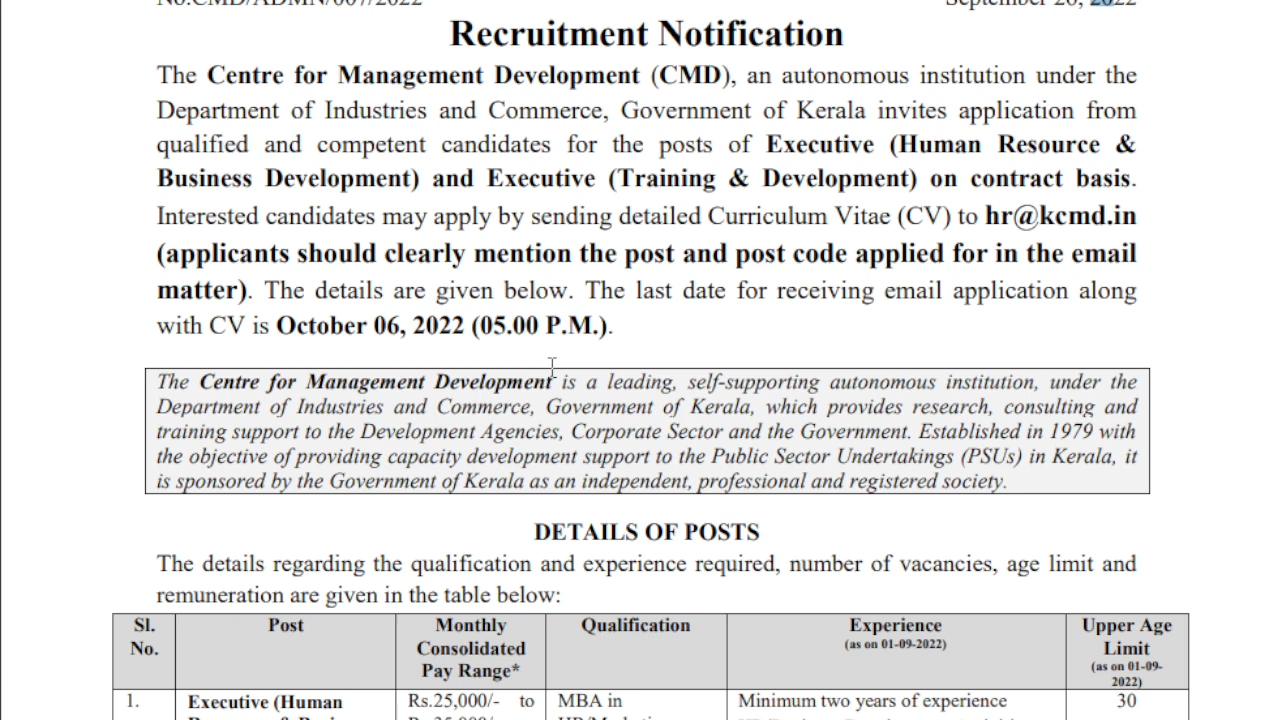 No.CMD/ADMN/007/2022 September 26, 2022
Recruitment Notification
The Centre for Management Development (CMD), an autonomous institution under the
Department of Industries and Commerce, Government of Kerala invites application from
qualified and competent candidates for the posts of Executive (Human Resource &
Business Development) and Executive (Training & Development) on contract basis.
Interested candidates may apply by sending detailed Curriculum Vitae (CV) to hr@kcmd.in
(applicants should clearly mention the post and post code applied for in the email
matter). The details are given below. The last date for receiving email application along
with CV is October 06, 2022 (05.00 P.M.).
The Centre for Management Development is a leading, self-supporting autonomous institution, under the
Department of Industries and Commerce, Government of Kerala, which provides research, consulting and
training support to the Development Agencies, Corporate Sector and the Government. Established in 1979 with
the objective of providing capacity development support to the Public Sector Undertakings (PSUs) in Kerala, it
is sponsored by the Government of Kerala as an independent, professional and registered society.
DETAILS OF POSTS
The details regarding the qualification and experience required, number of vacancies, age limit and
remuneration are given in the table below:
Sl. No.
Post
Monthly
Consolidated
Pay Range*
Qualification
Experience
(as on 01-09-2022)
Upper Age
Limit
(as on 01-09-
2022)
1. Executive (Human Rs.25,000/- to MBA in Minimum two years of experience 30